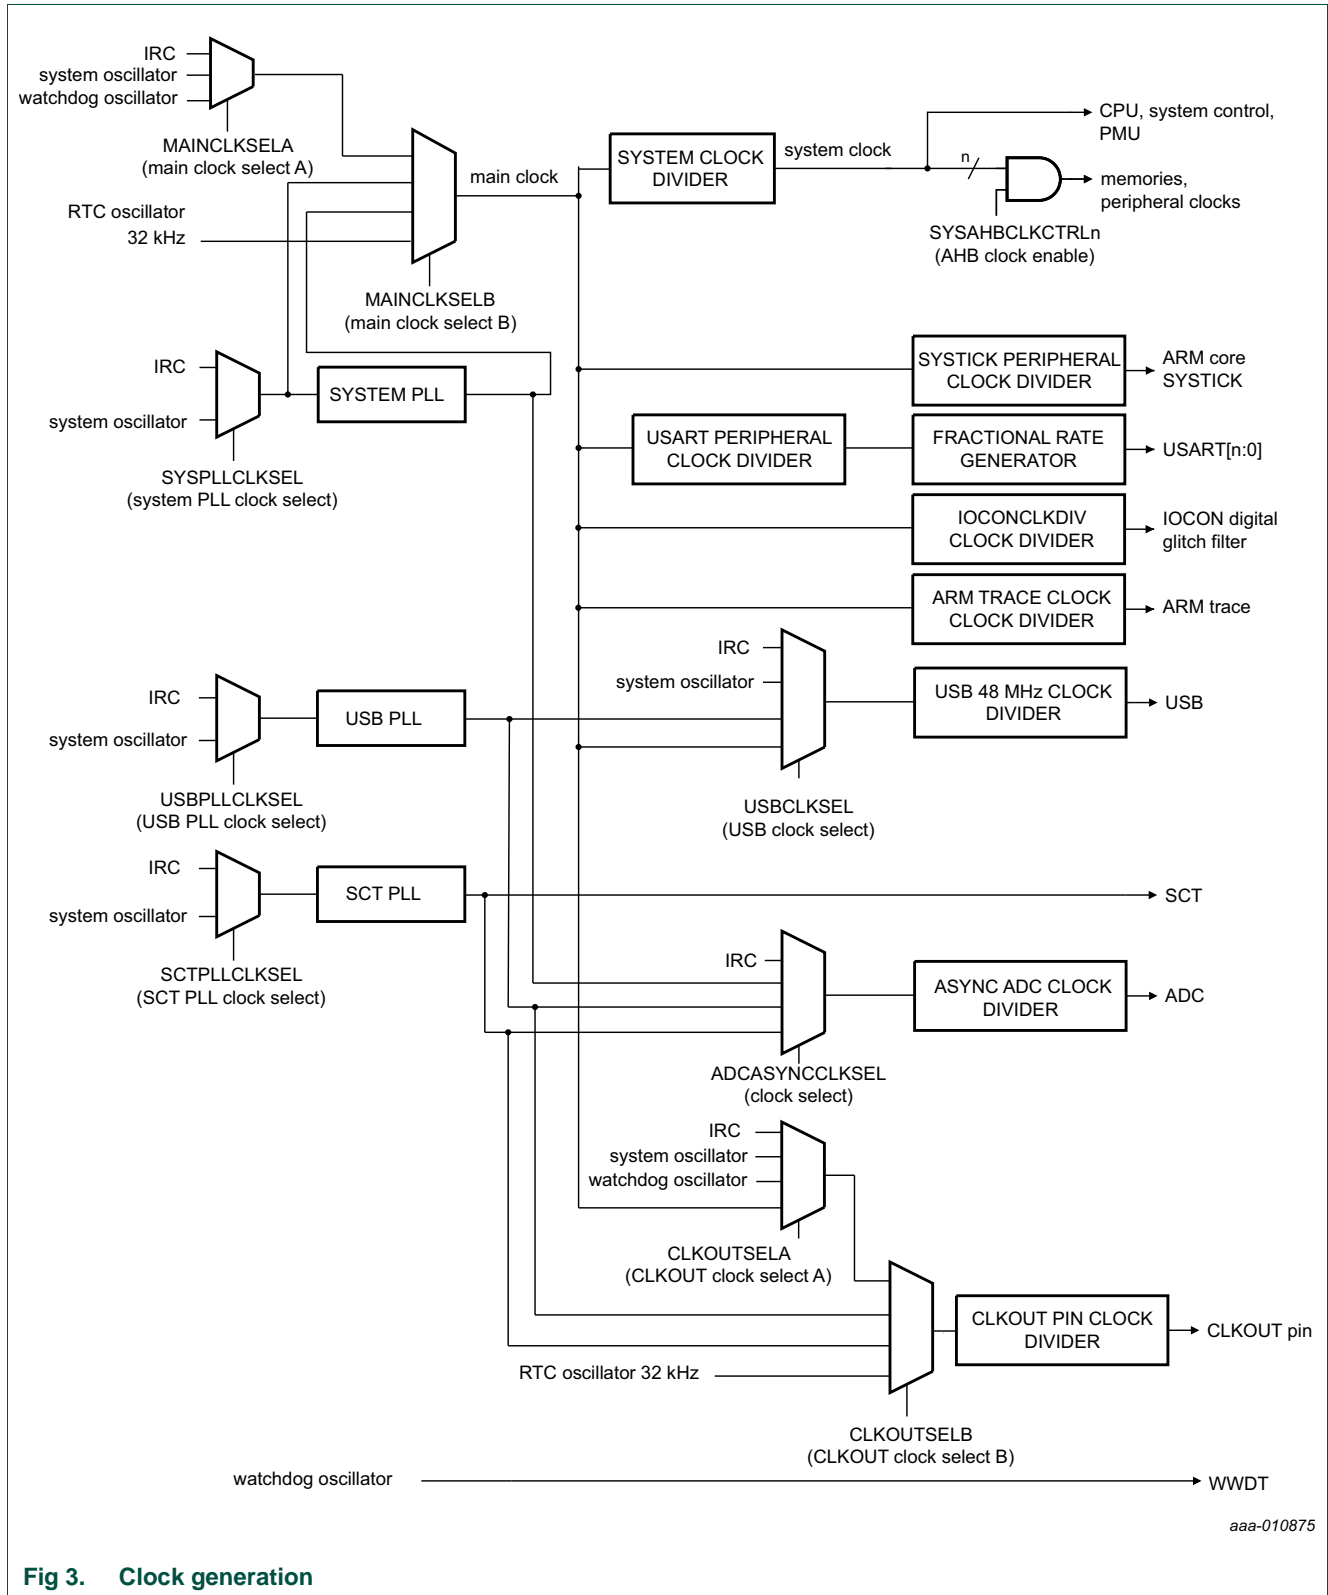 IRC
system oscillator
watchdog oscillator
MAINCLKSELA
(main clock select A)
RTC oscillator
32 kHz
main clock
MAINCLKSELB
(main clock select B)
SYSTEM CLOCK
DIVIDER
system clock
n
CPU, system control,
PMU
memories,
peripheral clocks
SYSAHBCLKCTRLn
(AHB clock enable)
IRC
system oscillator
SYSPLLCLKSEL
(system PLL clock select)
SYSTEM PLL
SYSTICK PERIPHERAL
CLOCK DIVIDER
ARM core
SYSTICK
USART PERIPHERAL
CLOCK DIVIDER
FRACTIONAL RATE
GENERATOR
USART[n:0]
IOCONCLKDIV
CLOCK DIVIDER
IOCON digital
glitch filter
ARM TRACE CLOCK
CLOCK DIVIDER
ARM trace
IRC
system oscillator
USBPLLCLKSEL
(USB PLL clock select)
USB PLL
IRC
system oscillator
USBCLKSEL
(USB clock select)
USB 48 MHz CLOCK
DIVIDER
USB
IRC
system oscillator
SCTPLLCLKSEL
(SCT PLL clock select)
SCT PLL
SCT
IRC
ADCASYNCCLKSEL
(clock select)
ASYNC ADC CLOCK
DIVIDER
ADC
IRC
system oscillator
watchdog oscillator
CLKOUTSELA
(CLKOUT clock select A)
RTC oscillator 32 kHz
CLKOUTSELB
(CLKOUT clock select B)
CLKOUT PIN CLOCK
DIVIDER
CLKOUT pin
watchdog oscillator
WWDT
aaa-010875
Fig 3. Clock generation